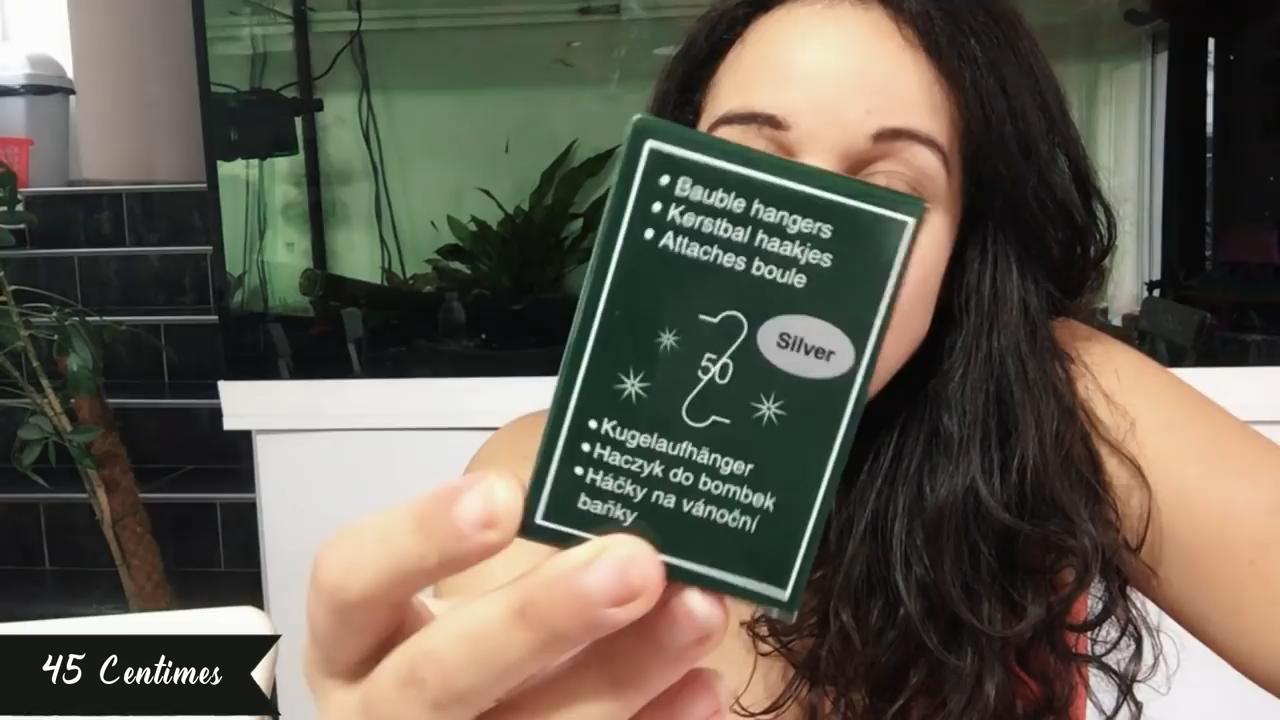 • Bauble hangers
• Kerstbal haakjes
• Attaches boule
50
Silver
• Kugelaufhänger
• Haczyk do bombek
• Háčky na vánoční
baňky
45 Centimes